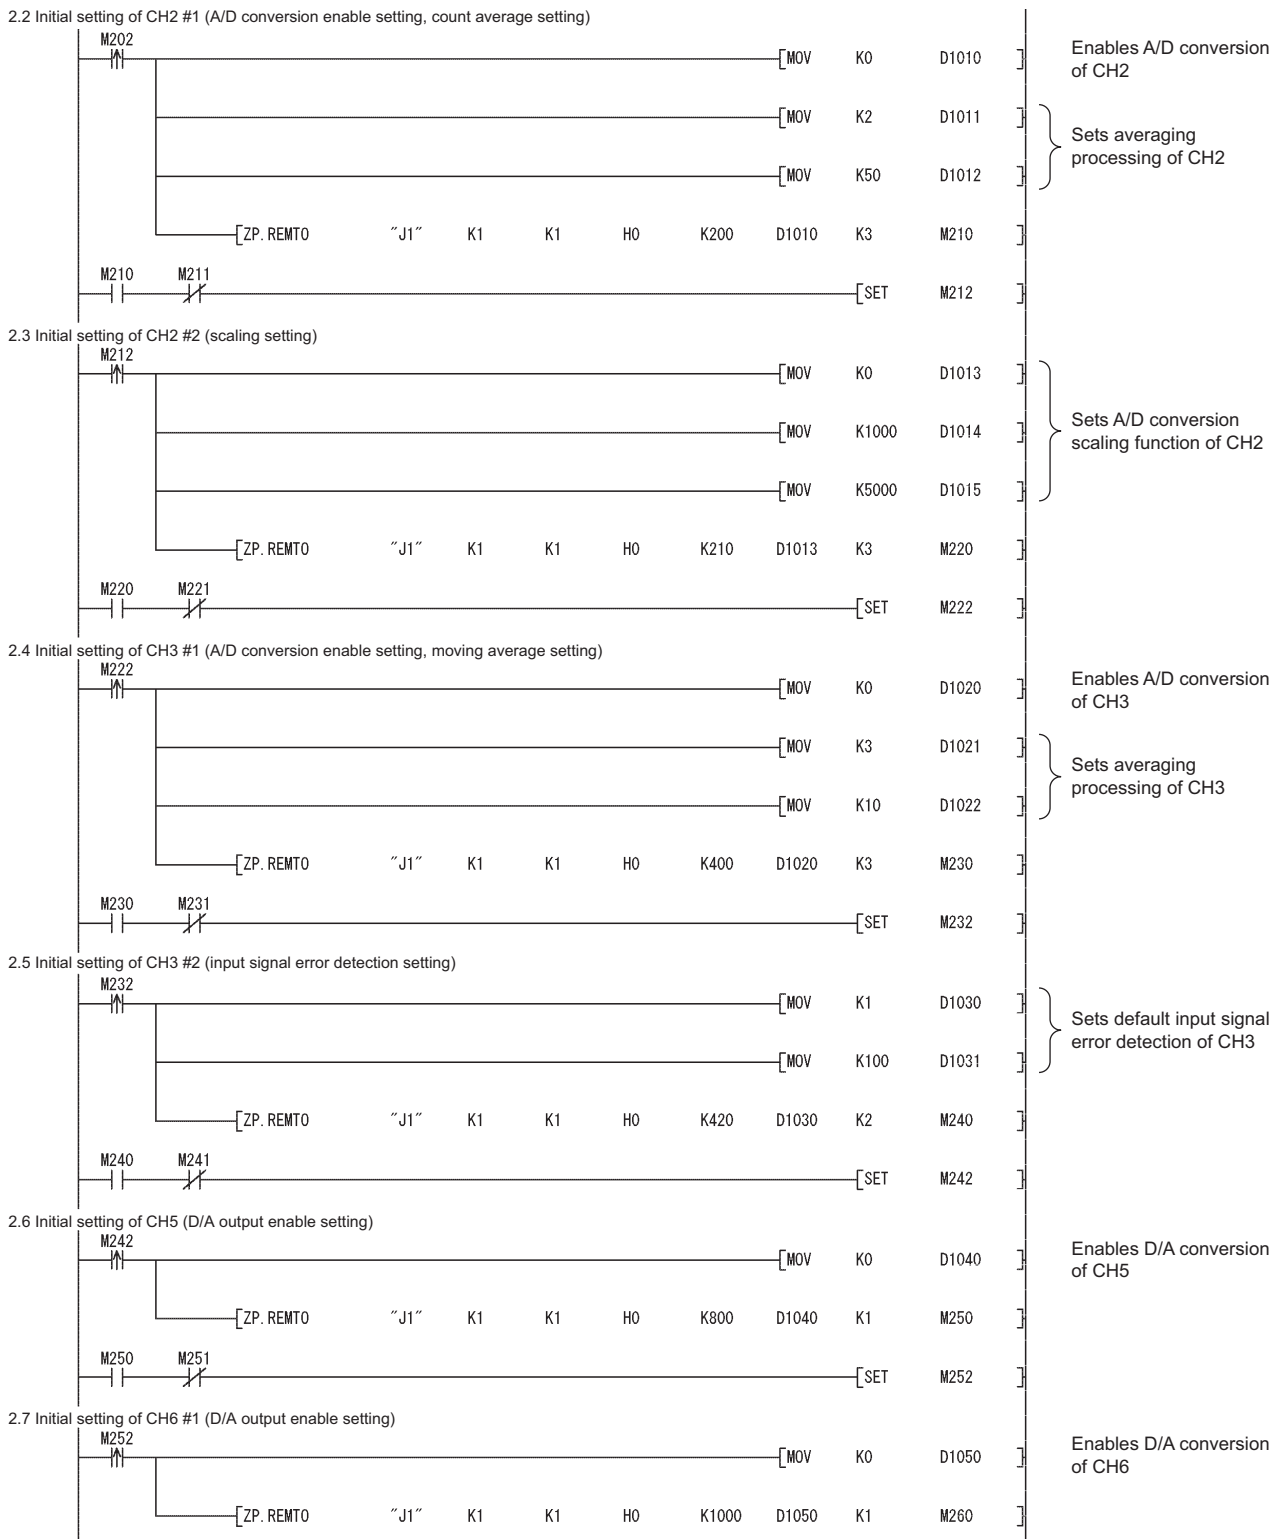 2.2 Initial setting of CH2 #1 (A/D conversion enable setting, count average setting)
M202
MOV K0 D1010
Enables A/D conversion
of CH2
MOV K2 D1011
Sets averaging
processing of CH2
MOV K50 D1012
ZP.REMTO "J1" K1 K1 H0 K200 D1010 K3 M210
M210 M211
SET M212
2.3 Initial setting of CH2 #2 (scaling setting)
M212
MOV K0 D1013
MOV K1000 D1014
Sets A/D conversion
scaling function of CH2
MOV K5000 D1015
ZP.REMTO "J1" K1 K1 H0 K210 D1013 K3 M220
M220 M221
SET M222
2.4 Initial setting of CH3 #1 (A/D conversion enable setting, moving average setting)
M222
MOV K0 D1020
Enables A/D conversion
of CH3
MOV K3 D1021
Sets averaging
processing of CH3
MOV K10 D1022
ZP.REMTO "J1" K1 K1 H0 K400 D1020 K3 M230
M230 M231
SET M232
2.5 Initial setting of CH3 #2 (input signal error detection setting)
M232
MOV K1 D1030
Sets default input signal
error detection of CH3
MOV K100 D1031
ZP.REMTO "J1" K1 K1 H0 K420 D1030 K2 M240
M240 M241
SET M242
2.6 Initial setting of CH5 (D/A output enable setting)
M242
MOV K0 D1040
Enables D/A conversion
of CH5
ZP.REMTO "J1" K1 K1 H0 K800 D1040 K1 M250
M250 M251
SET M252
2.7 Initial setting of CH6 #1 (D/A output enable setting)
M252
MOV K0 D1050
Enables D/A conversion
of CH6
ZP.REMTO "J1" K1 K1 H0 K1000 D1050 K1 M260